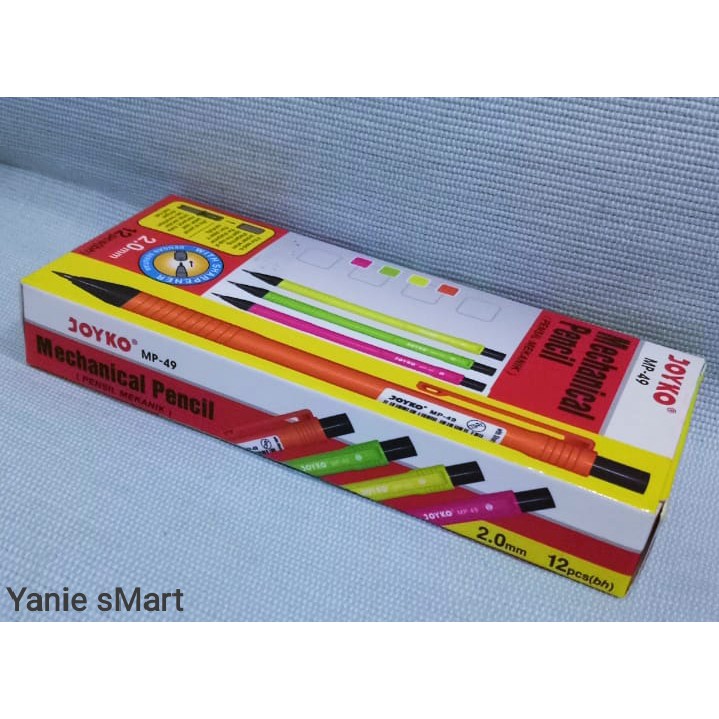 12 pcs(bh)
2.0mm
WITH SHARPENER
JOYKO®
MP-49
Mechanical
Pencil
(PENSIL MEKANIK)
JOYKO® MP-49
JOYKO® MP-49
Mechanical Pencil
(PENSIL MEKANIK)
JOYKO MP-49
2.0mm
12pcs(bh)
Yanie sMart